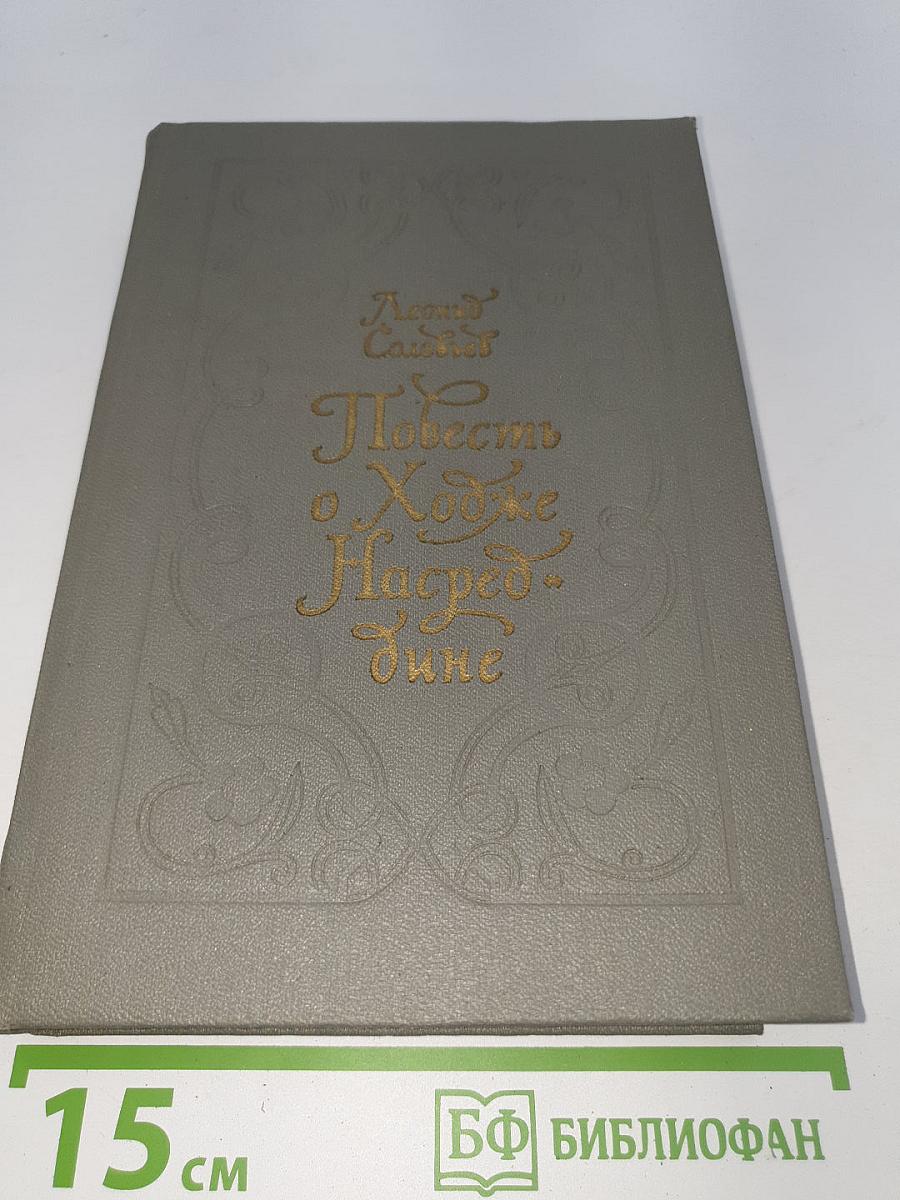 Леонид
Соловьев
Повесть
о Ходже
Насред-
дине
15 см
БФ БИБЛИОФАН